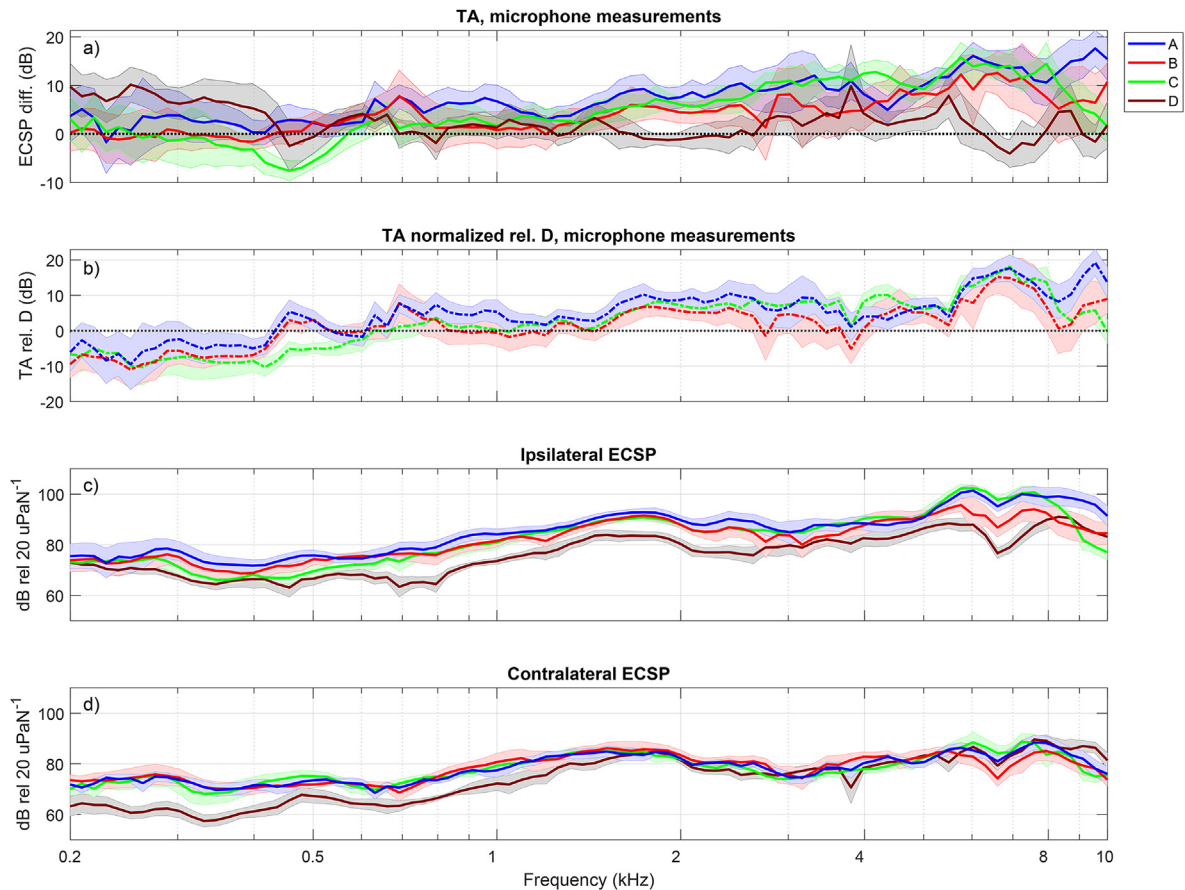 TA, microphone measurements
a)
ECSP diff. (dB)
20
10
0
-10
A
B
C
D
TA normalized rel. D, microphone measurements
b)
TA rel. D (dB)
20
10
0
-10
-20
Ipsilateral ECSP
c)
dB rel 20 uPaN⁻¹
100
80
60
Contralateral ECSP
d)
dB rel 20 uPaN⁻¹
100
80
60
0.2 0.5 1 2 4 8 10
Frequency (kHz)